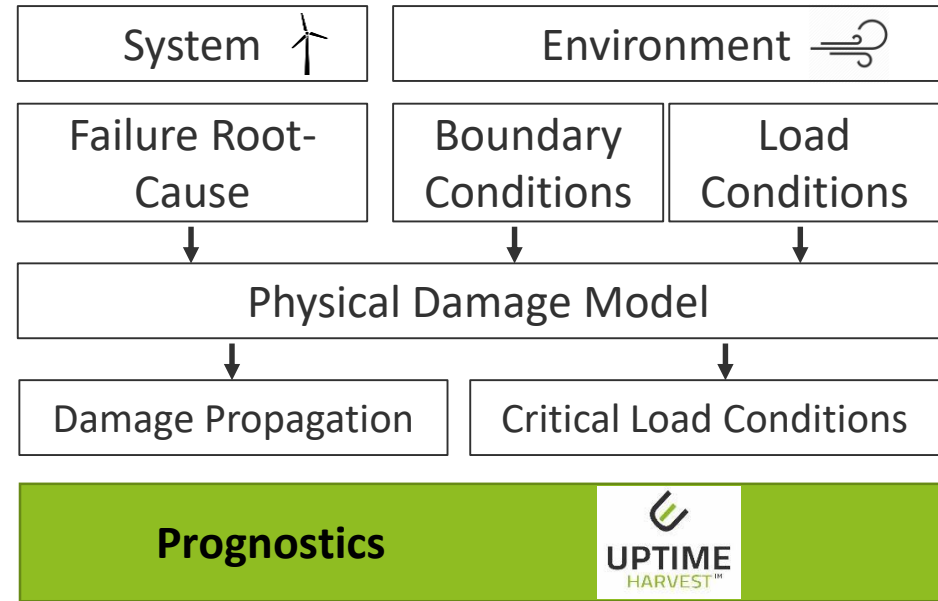 System
Environment
Failure Root-
Cause
Boundary
Conditions
Load
Conditions
Physical Damage Model
Damage Propagation
Critical Load Conditions
Prognostics
UPTIME
HARVEST™